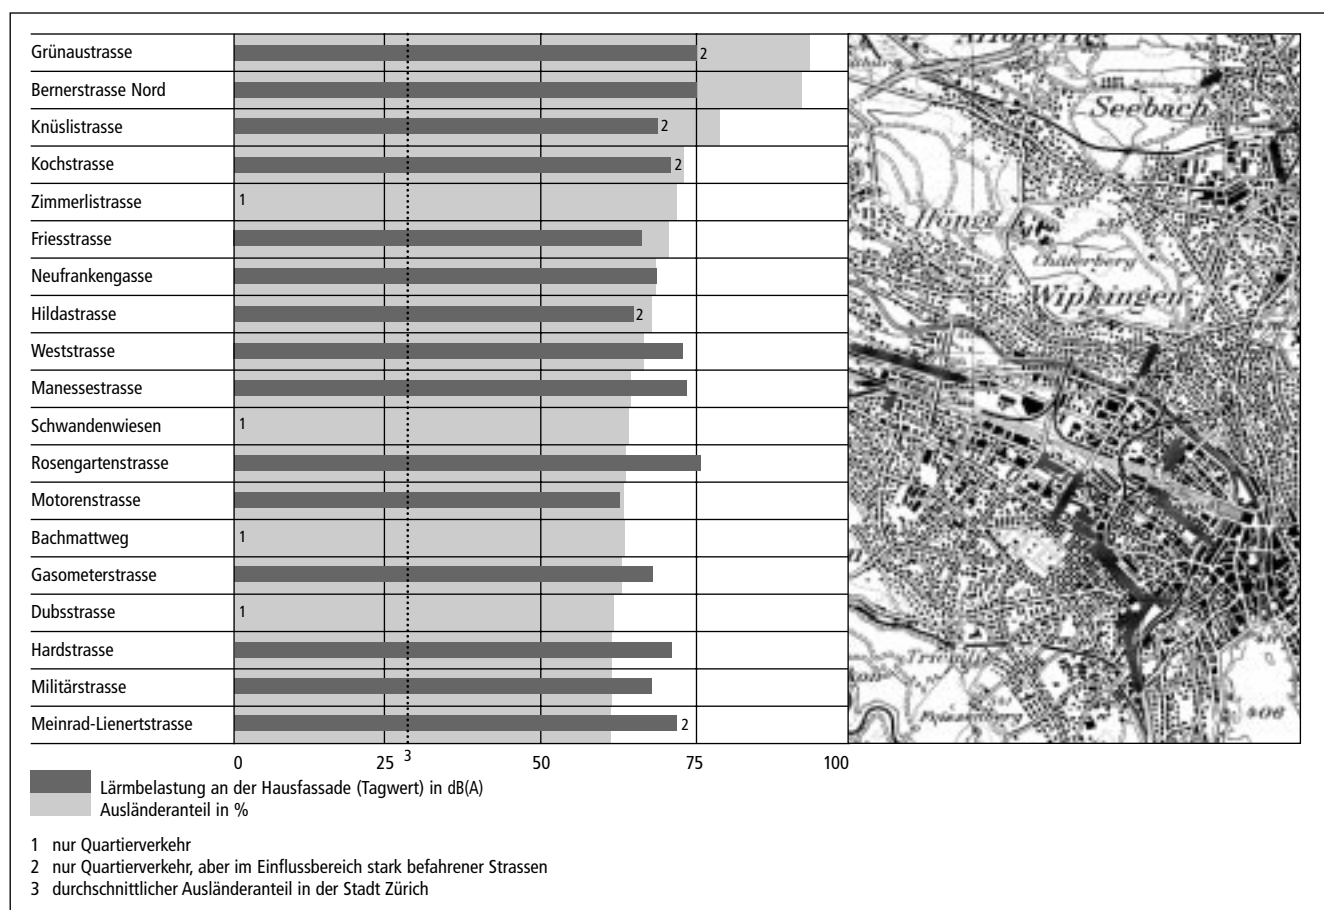 Grünaustrasse 2
Bernerstrasse Nord
Knüslistrasse 2
Kochstrasse 2
Zimmerlistrasse 1
Friesstrasse
Neufrankengasse
Hildastrasse 2
Weststrasse
Manessestrasse
Schwandenwiesen 1
Rosengartenstrasse
Motorenstrasse
Bachmattweg 1
Gasometerstrasse
Dubsstrasse 1
Hardstrasse
Militärstrasse
Meinrad-Lienertstrasse 2
0 25 3 50 75 100
Lärmbelastung an der Hausfassade (Tagwert) in dB(A)
Ausländeranteil in %
1 nur Quartierverkehr
2 nur Quartierverkehr, aber im Einflussbereich stark befahrener Strassen
3 durchschnittlicher Ausländeranteil in der Stadt Zürich
Seebach
Höngg
Wipkingen
406